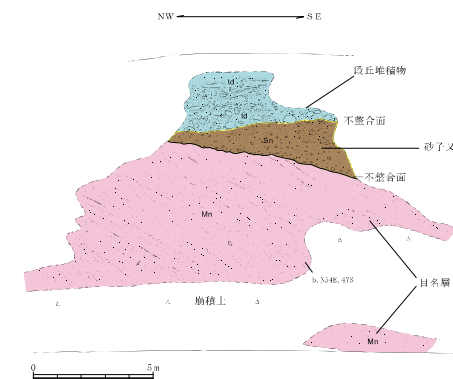 NW
SE
td
段丘堆積物
td
不整合面
Sn
砂子又
不整合面
Mn
b. N54E, 47S
目名層
崩積土
Mn
0
5m